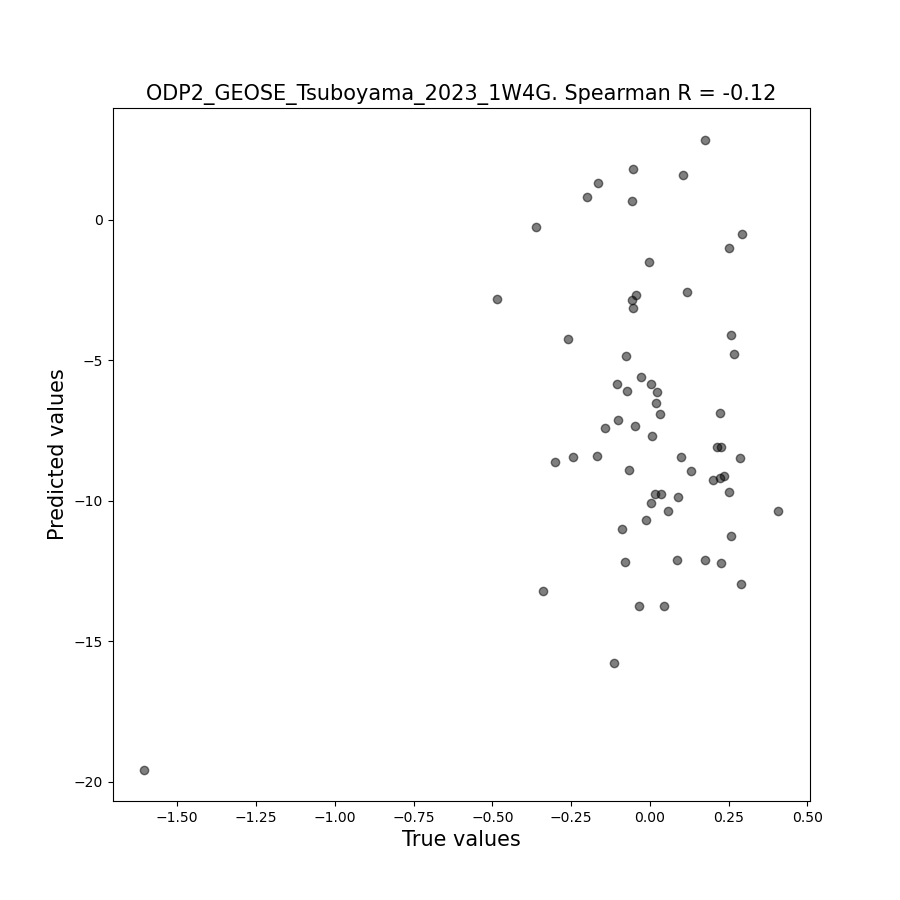 ODP2_GEOSE_Tsuboyama_2023_1W4G. Spearman R = -0.12
Predicted values
0
−5
−10
−15
−20
−1.50 −1.25 −1.00 −0.75 −0.50 −0.25 0.00 0.25 0.50
True values